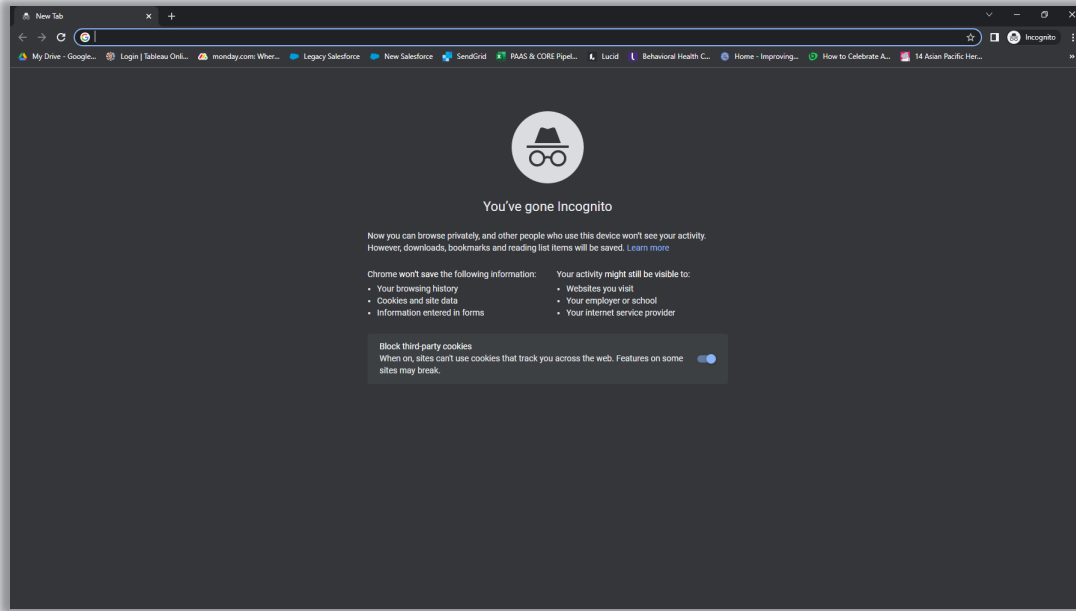 New Tab
Incognito
My Drive - Google... Login | Tableau Onli... monday.com: Wher... Legacy Salesforce New Salesforce SendGrid PAAS & CORE Pipel... Lucid Behavioral Health C... Home - Improving... How to Celebrate A... 14 Asian Pacific Her... »
You've gone Incognito
Now you can browse privately, and other people who use this device won't see your activity.
However, downloads, bookmarks and reading list items will be saved. Learn more
Chrome won't save the following information:
• Your browsing history
• Cookies and site data
• Information entered in forms
Your activity might still be visible to:
• Websites you visit
• Your employer or school
• Your internet service provider
Block third-party cookies
When on, sites can't use cookies that track you across the web. Features on some
sites may break.